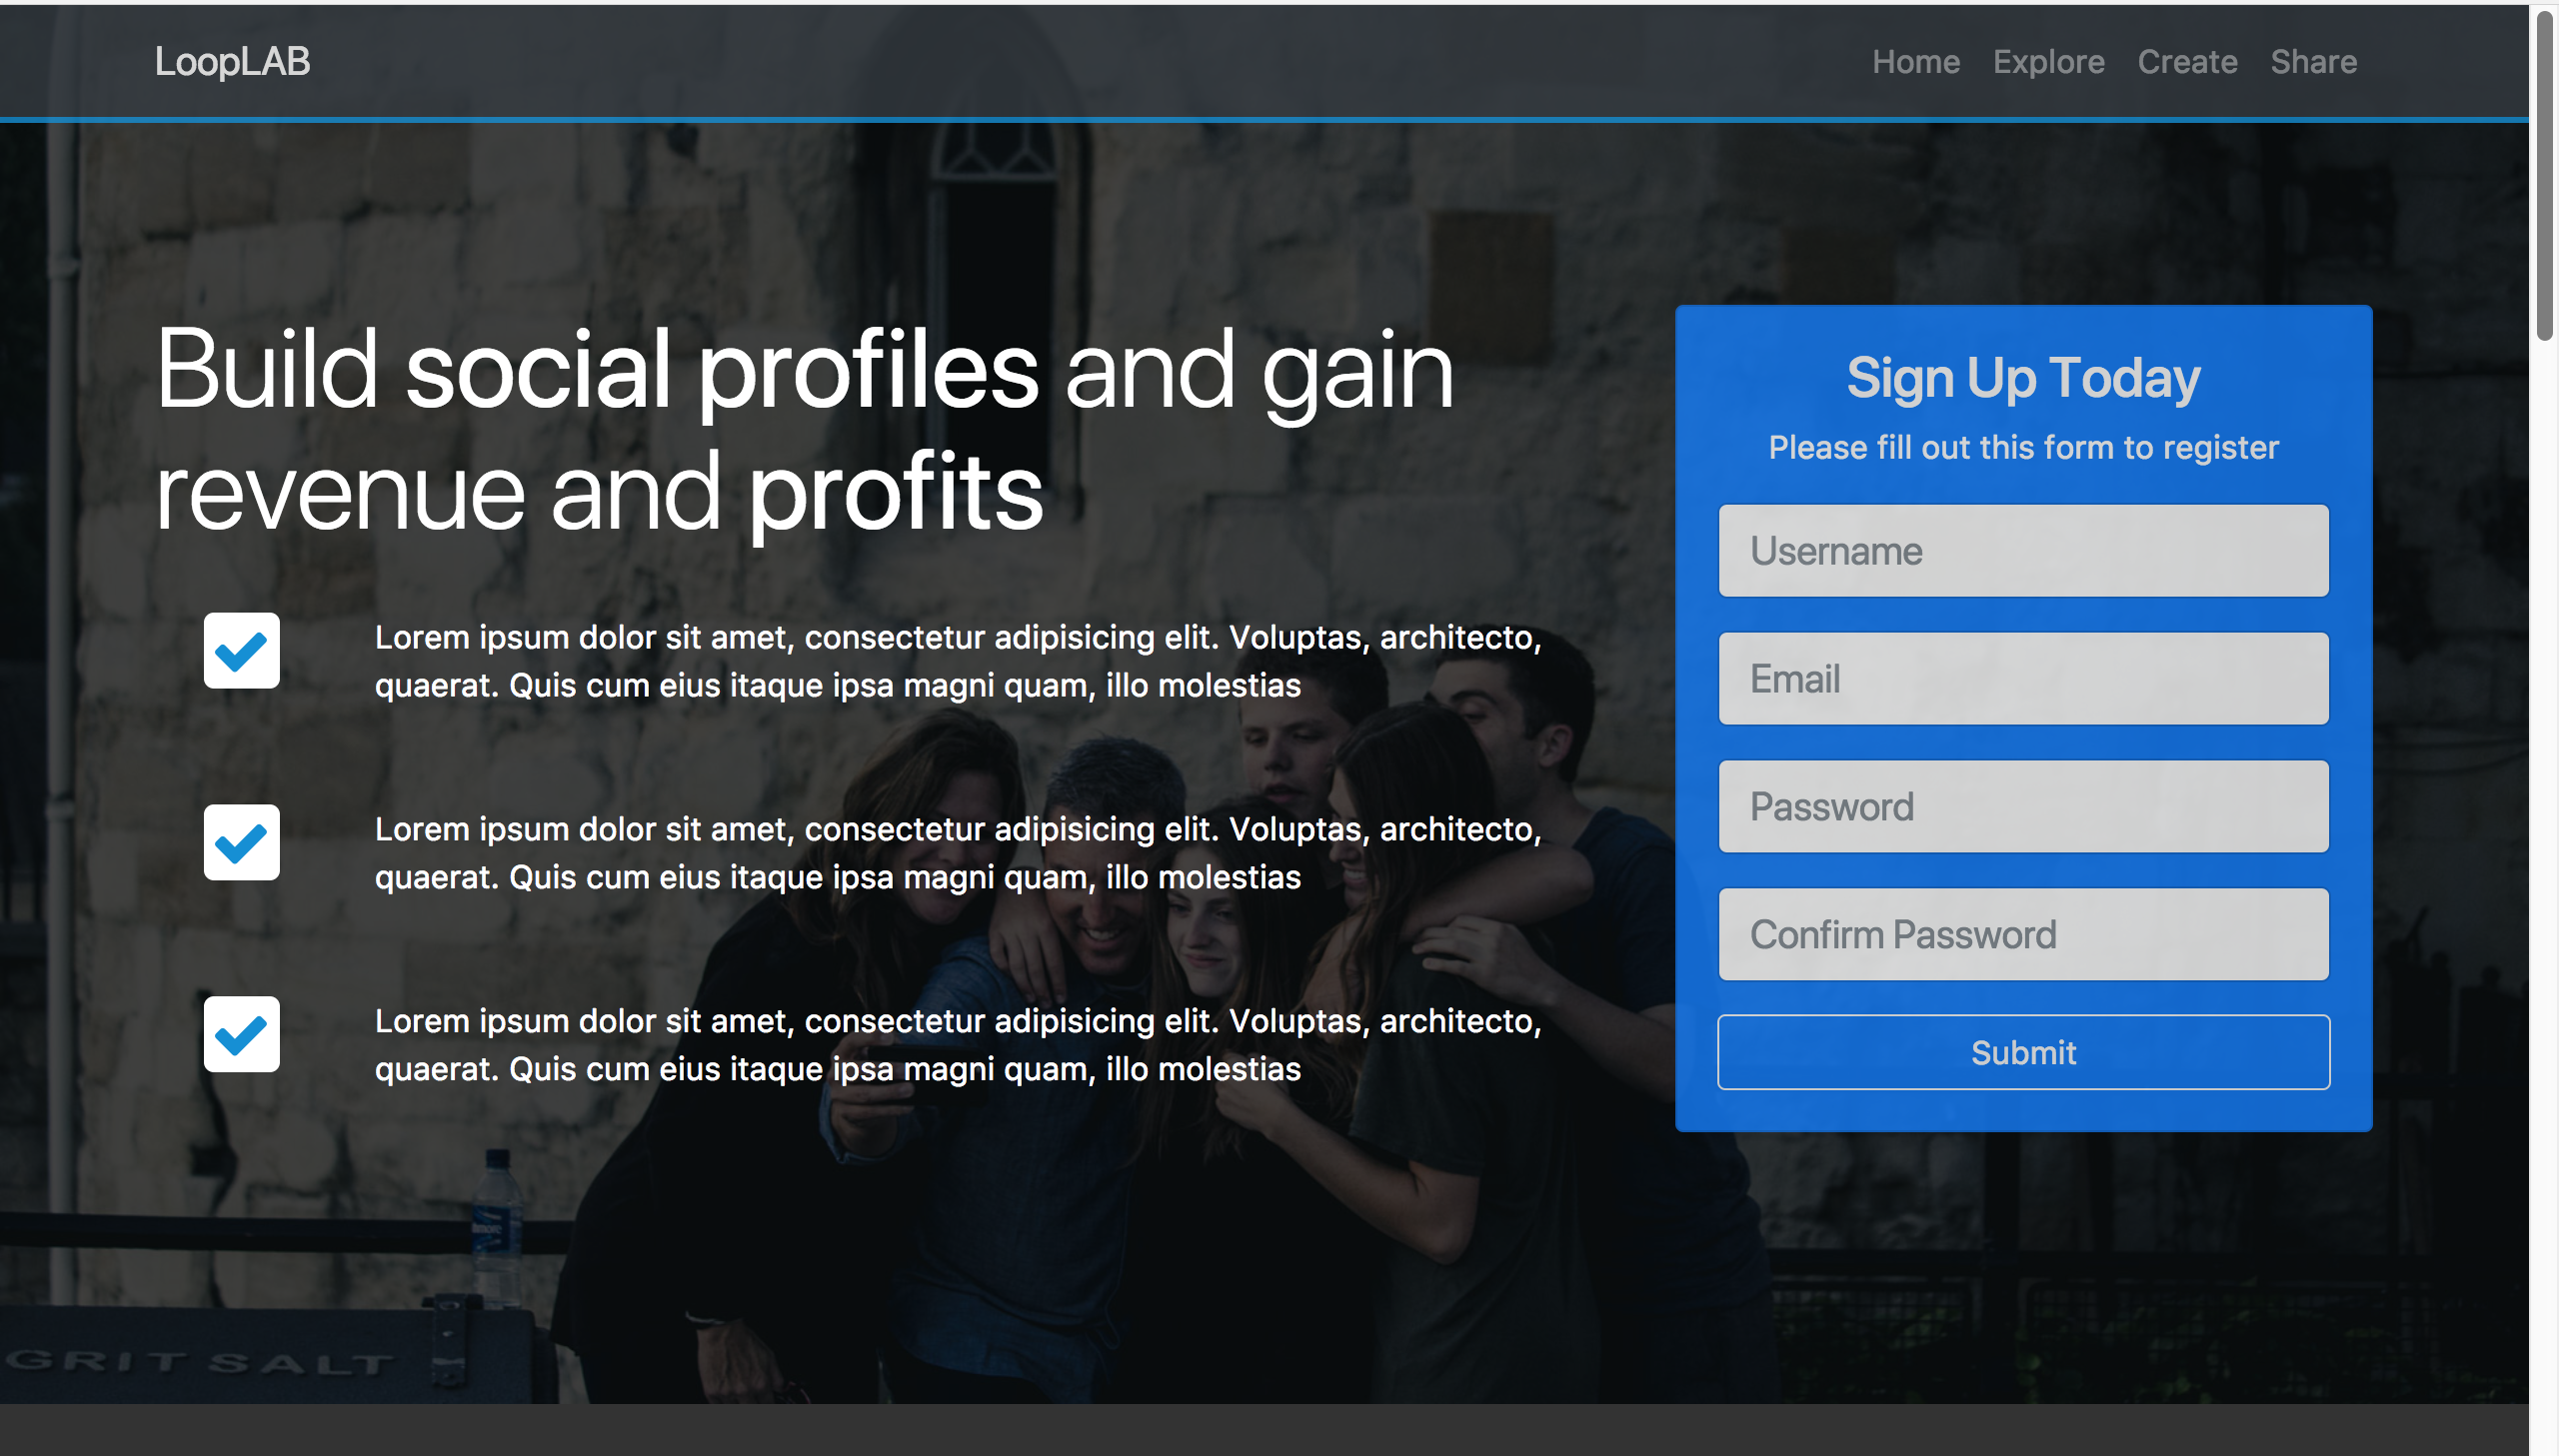 LoopLAB
Home Explore Create Share
Build social profiles and gain
revenue and profits
Lorem ipsum dolor sit amet, consectetur adipisicing elit. Voluptas, architecto,
quaerat. Quis cum eius itaque ipsa magni quam, illo molestias
Lorem ipsum dolor sit amet, consectetur adipisicing elit. Voluptas, architecto,
quaerat. Quis cum eius itaque ipsa magni quam, illo molestias
Lorem ipsum dolor sit amet, consectetur adipisicing elit. Voluptas, architecto,
quaerat. Quis cum eius itaque ipsa magni quam, illo molestias
Sign Up Today
Please fill out this form to register
Username
Email
Password
Confirm Password
Submit
GRIT SALT